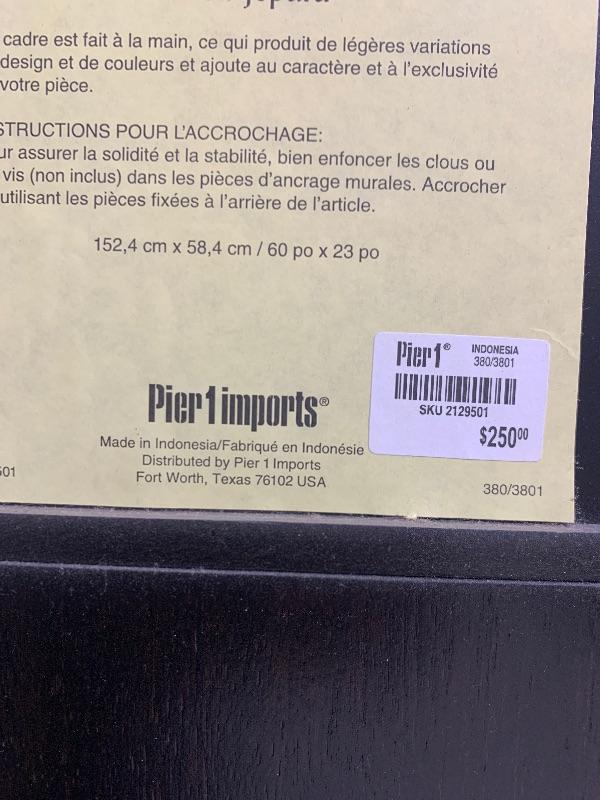 cadre est fait à la main, ce qui produit de légères variations
design et de couleurs et ajoute au caractère et à l'exclusivité
votre pièce.
STRUCTIONS POUR L'ACCROCHAGE:
ur assurer la solidité et la stabilité, bien enfoncer les clous ou
vis (non inclus) dans les pièces d'ancrage murales. Accrocher
utilisant les pièces fixées à l'arrière de l'article.
152,4 cm x 58,4 cm / 60 po x 23 po
Pier 1® INDONESIA
380/3801
SKU 2129501
$250⁰⁰
Pier 1 imports®
Made in Indonesia/Fabriqué en Indonésie
Distributed by Pier 1 Imports
Fort Worth, Texas 76102 USA
501
380/3801